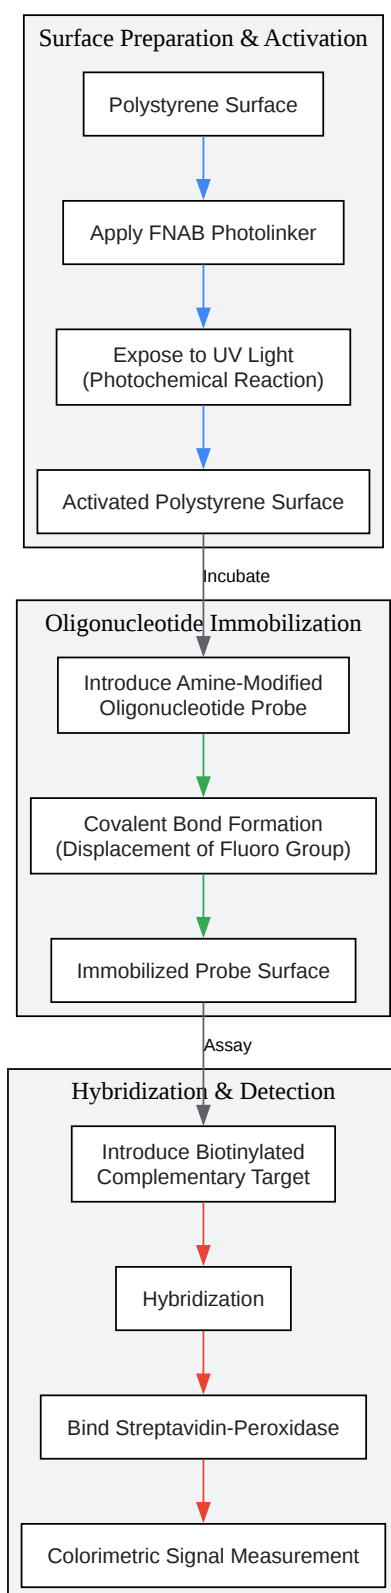 Surface Preparation & Activation
Polystyrene Surface
Apply FNAB Photolinker
Expose to UV Light
(Photochemical Reaction)
Activated Polystyrene Surface
Incubate
Oligonucleotide Immobilization
Introduce Amine-Modified
Oligonucleotide Probe
Covalent Bond Formation
(Displacement of Fluoro Group)
Immobilized Probe Surface
Assay
Hybridization & Detection
Introduce Biotinylated
Complementary Target
Hybridization
Bind Streptavidin-Peroxidase
Colorimetric Signal Measurement